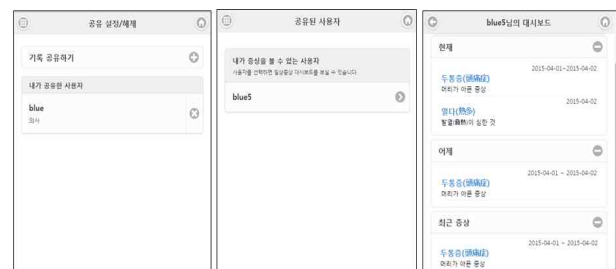 공유 설정/해제
기록 공유하기
내가 공유한 사용자
blue
의사
공유된 사용자
내가 증상을 볼 수 있는 사용자
사용자를 선택하면 일상증상 대시보드를 보실 수 있습니다.
blue5
blue5님의 대시보드
현재
2015-04-01~2015-04-02
두통증(頭痛症)
머리가 아픈 증상
2015-04-02
열다(熱多)
발열(發熱)이 심한 것
어제
2015-04-01 ~ 2015-04-02
두통증(頭痛症)
머리가 아픈 증상
최근 증상
2015-04-01 ~ 2015-04-02
두통증(頭痛症)
머리가 아픈 증상